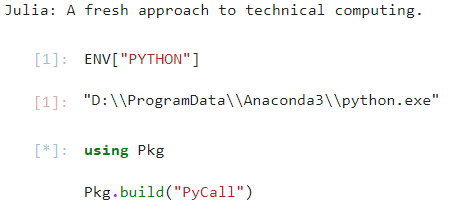 Julia: A fresh approach to technical computing.
[1]: ENV["PYTHON"]
[1]: "D:\\ProgramData\\Anaconda3\\python.exe"
[*]: using Pkg
Pkg.build("PyCall")